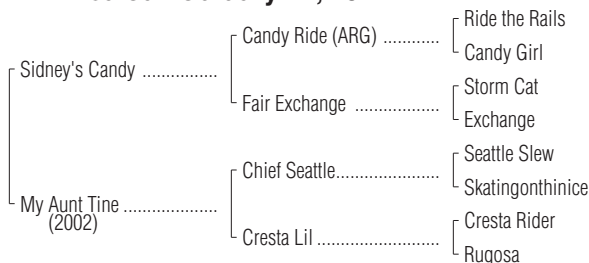 Ride the Rails
Candy Ride (ARG) ............
Candy Girl
Sidney's Candy ................
Storm Cat
Fair Exchange ..................
Exchange
Seattle Slew
Chief Seattle......................
Skatingonthinice
My Aunt Tine ....................
(2002)
Cresta Rider
Cresta Lil ..........................
Rugosa